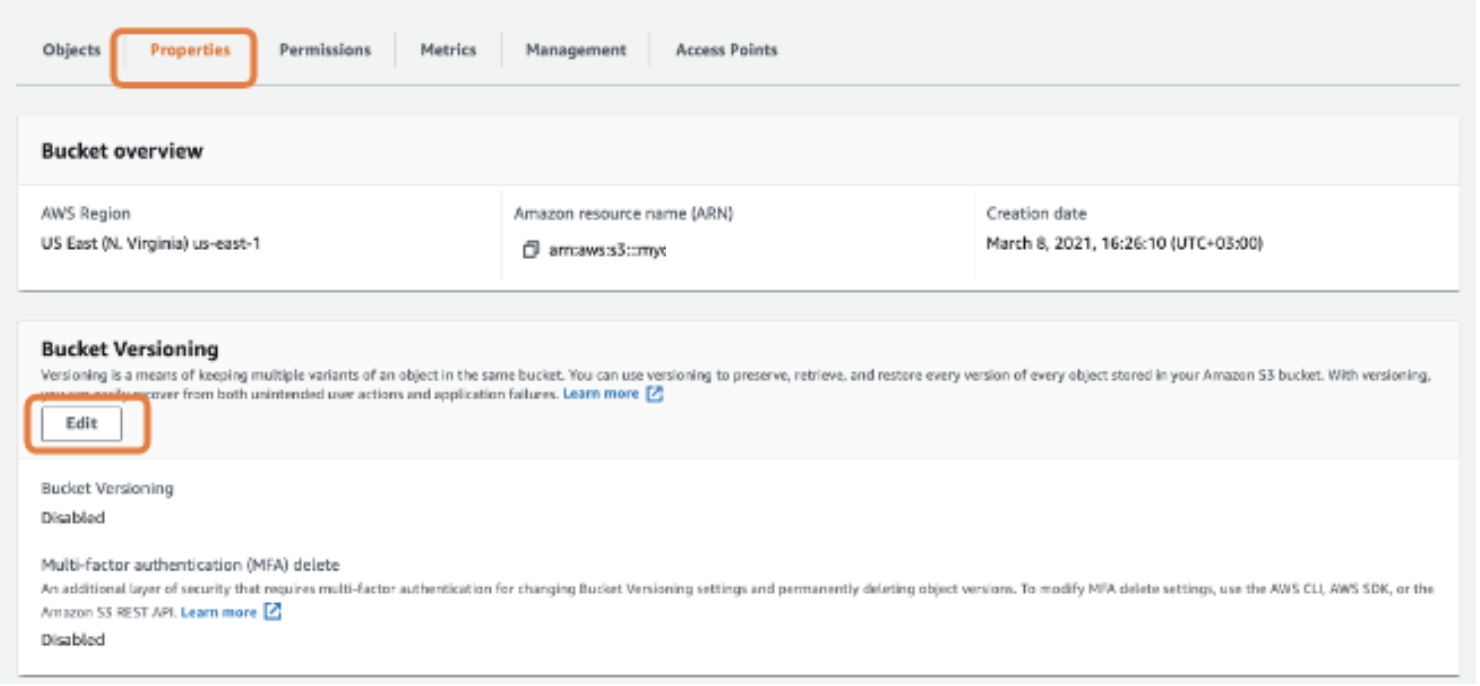 Objects Properties Permissions Metrics Management Access Points
Bucket overview
AWS Region
US East (N. Virginia) us-east-1
Amazon resource name (ARN)
arn:aws:s3:::myc
Creation date
March 8, 2021, 16:26:10 (UTC+03:00)
Bucket Versioning
Versioning is a means of keeping multiple variants of an object in the same bucket. You can use versioning to preserve, retrieve, and restore every version of every object stored in your Amazon S3 bucket. With versioning,
you can easily recover from both unintended user actions and application failures. Learn more
Edit
Bucket Versioning
Disabled
Multi-factor authentication (MFA) delete
An additional layer of security that requires multi-factor authentication for changing Bucket Versioning settings and permanently deleting object versions. To modify MFA delete settings, use the AWS CLI, AWS SDK, or the
Amazon S3 REST API. Learn more
Disabled